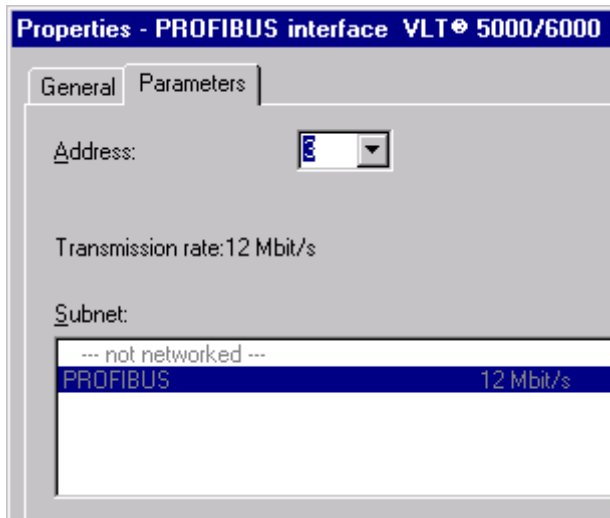 Properties - PROFIBUS interface VLT® 5000/6000
General Parameters
Address: 3
Transmission rate:12 Mbit/s
Subnet:
--- not networked ---
PROFIBUS 12 Mbit/s